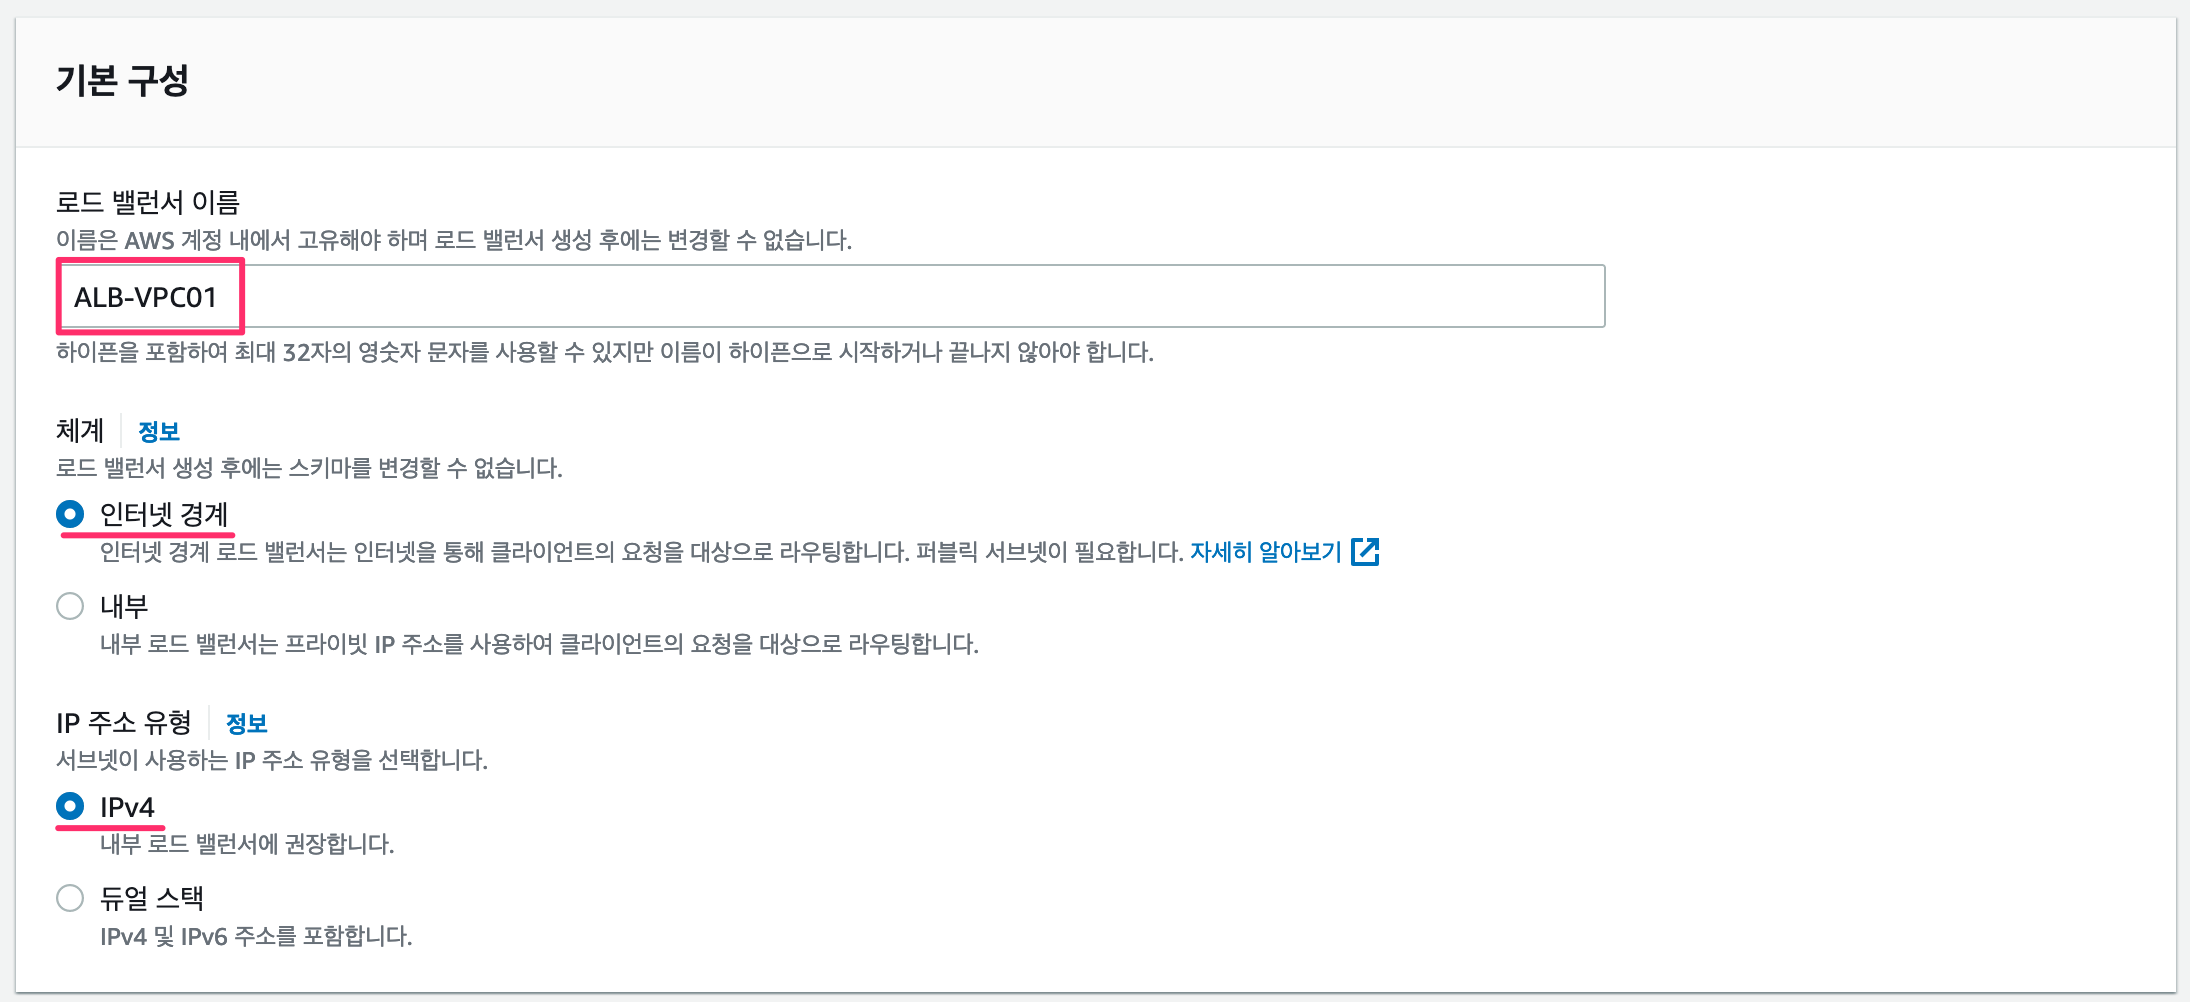 기본 구성
로드 밸런서 이름
이름은 AWS 계정 내에서 고유해야 하며 로드 밸런서 생성 후에는 변경할 수 없습니다.
ALB-VPC01
하이픈을 포함하여 최대 32자의 영숫자 문자를 사용할 수 있지만 이름이 하이픈으로 시작하거나 끝나지 않아야 합니다.
체계 정보
로드 밸런서 생성 후에는 스키마를 변경할 수 없습니다.
인터넷 경계
인터넷 경계 로드 밸런서는 인터넷을 통해 클라이언트의 요청을 대상으로 라우팅합니다. 퍼블릭 서브넷이 필요합니다. 자세히 알아보기
내부
내부 로드 밸런서는 프라이빗 IP 주소를 사용하여 클라이언트의 요청을 대상으로 라우팅합니다.
IP 주소 유형 정보
서브넷이 사용하는 IP 주소 유형을 선택합니다.
IPv4
내부 로드 밸런서에 권장합니다.
듀얼 스택
IPv4 및 IPv6 주소를 포함합니다.